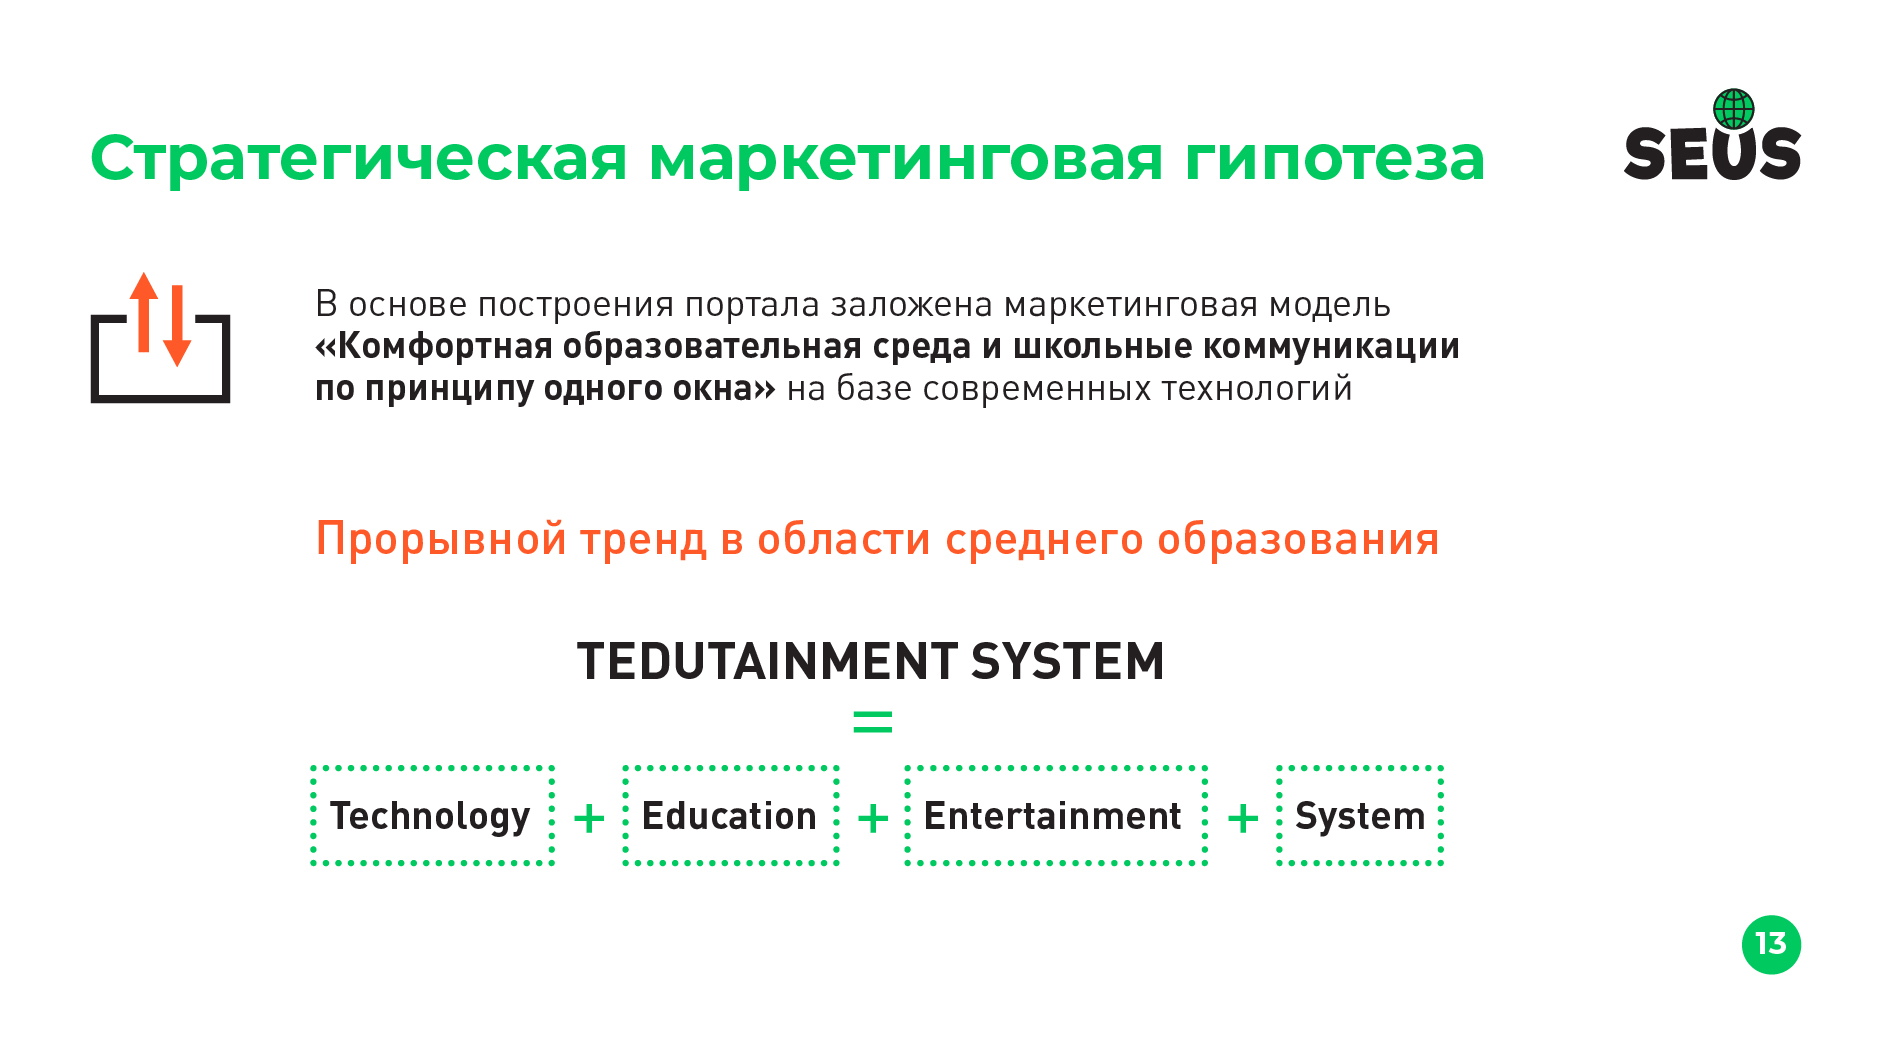 Стратегическая маркетинговая гипотеза
SEUS
В основе построения портала заложена маркетинговая модель
«Комфортная образовательная среда и школьные коммуникации
по принципу одного окна» на базе современных технологий
Прорывной тренд в области среднего образования
TEDUTAINMENT SYSTEM
=
Technology + Education + Entertainment + System
13